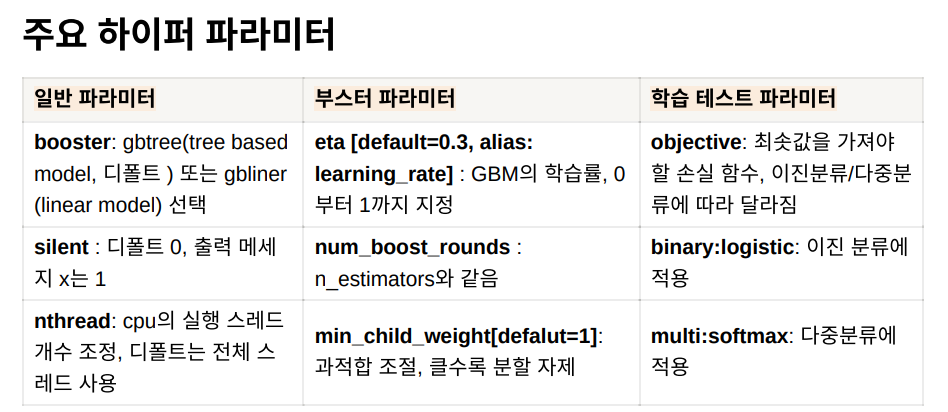 주요 하이퍼 파라미터
일반 파라미터
부스터 파라미터
학습 테스트 파라미터
booster: gbtree(tree based
model, 디폴트 ) 또는 gbliner
(linear model) 선택
eta [default=0.3, alias:
learning_rate] : GBM의 학습률, 0
부터 1까지 지정
objective: 최솟값을 가져야
할 손실 함수, 이진분류/다중분
류에 따라 달라짐
silent : 디폴트 0, 출력 메세
지 x는 1
num_boost_rounds :
n_estimators와 같음
binary:logistic: 이진 분류에
적용
nthread: cpu의 실행 스레드
개수 조정, 디폴트는 전체 스
레드 사용
min_child_weight[defalut=1]:
과적합 조절, 클수록 분할 자제
multi:softmax: 다중분류에
적용